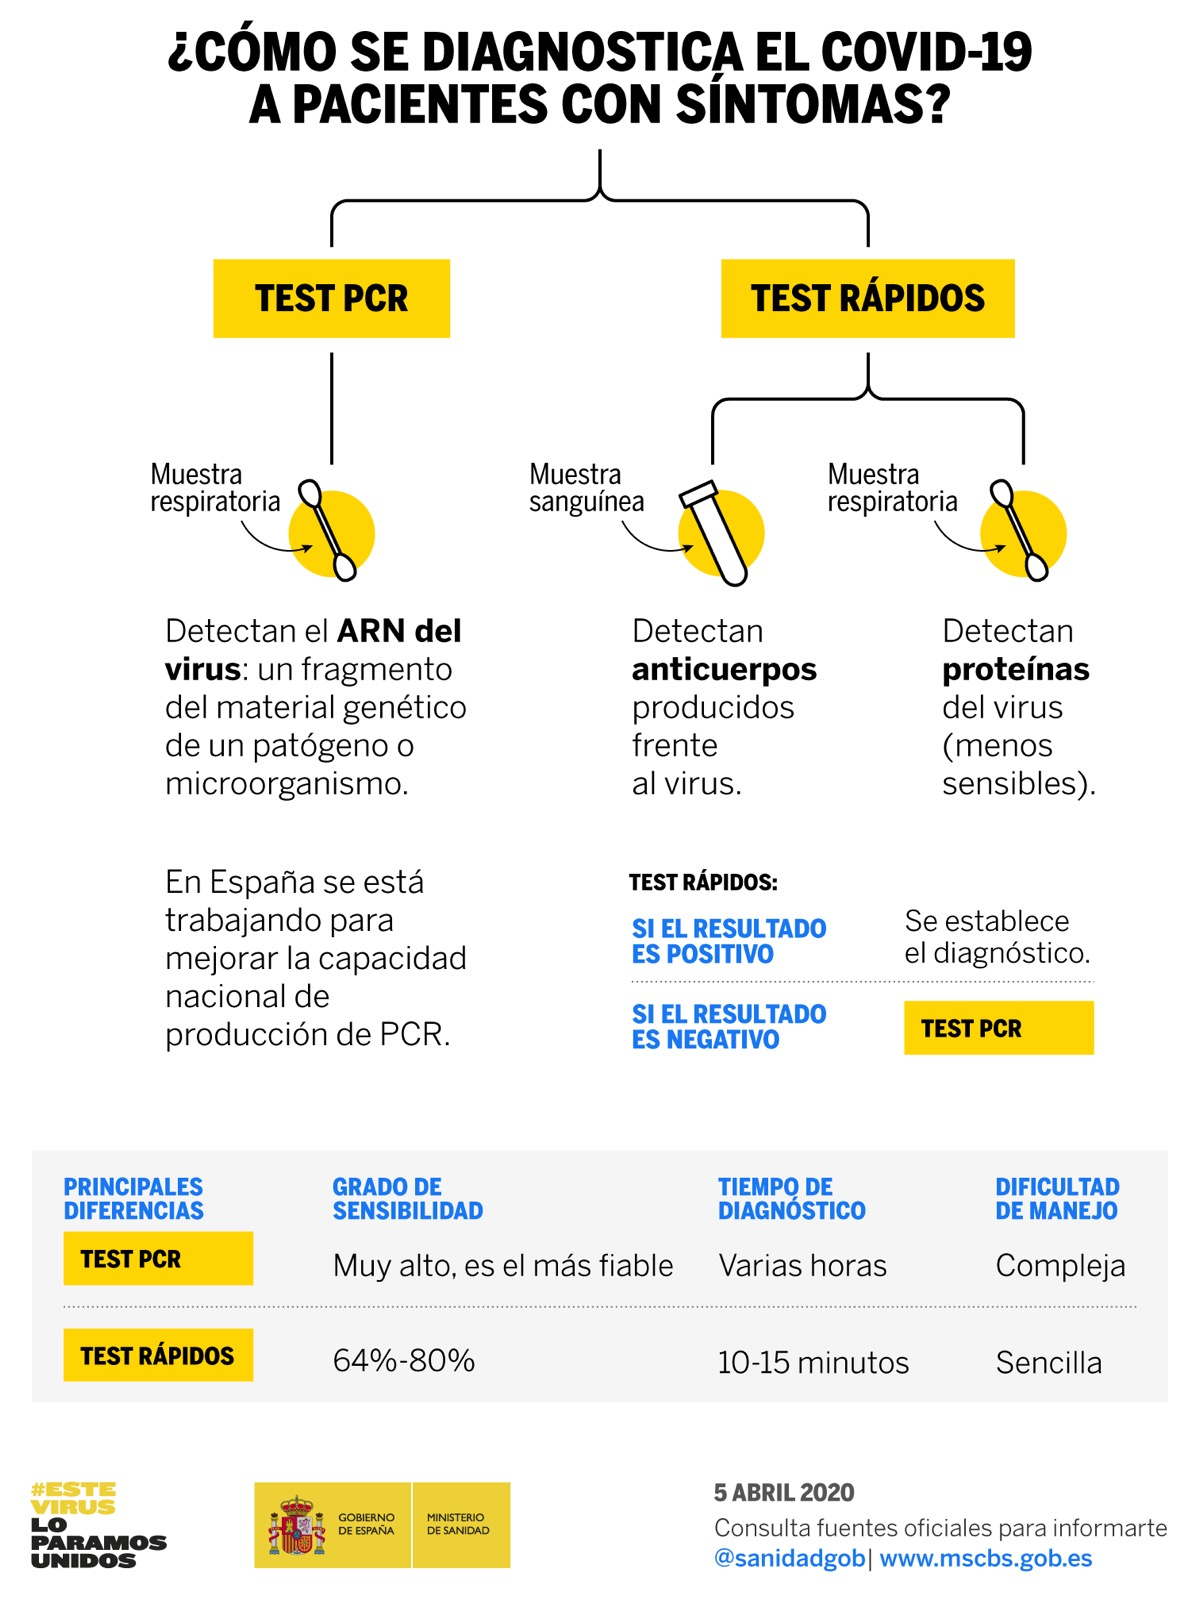 ¿CÓMO SE DIAGNOSTICA EL COVID-19
A PACIENTES CON SÍNTOMAS?
TEST PCR
TEST RÁPIDOS
Muestra
respiratoria
Muestra
sanguínea
Muestra
respiratoria
Detectan el ARN del
virus: un fragmento
del material genético
de un patógeno o
microorganismo.
Detectan
anticuerpos
producidos
frente
al virus.
Detectan
proteínas
del virus
(menos
sensibles).
En España se está
trabajando para
mejorar la capacidad
nacional de
producción de PCR.
TEST RÁPIDOS:
SI EL RESULTADO
ES POSITIVO
Se establece
el diagnóstico.
SI EL RESULTADO
ES NEGATIVO
TEST PCR
PRINCIPALES
DIFERENCIAS
GRADO DE
SENSIBILIDAD
TIEMPO DE
DIAGNÓSTICO
DIFICULTAD
DE MANEJO
TEST PCR
Muy alto, es el más fiable
Varias horas
Compleja
TEST RÁPIDOS
64%-80%
10-15 minutos
Sencilla
#ESTE
VIRUS
LO
PARAMOS
UNIDOS
GOBIERNO
DE ESPAÑA
MINISTERIO
DE SANIDAD
5 ABRIL 2020
Consulta fuentes oficiales para informarte
@sanidadgob| www.mscbs.gob.es